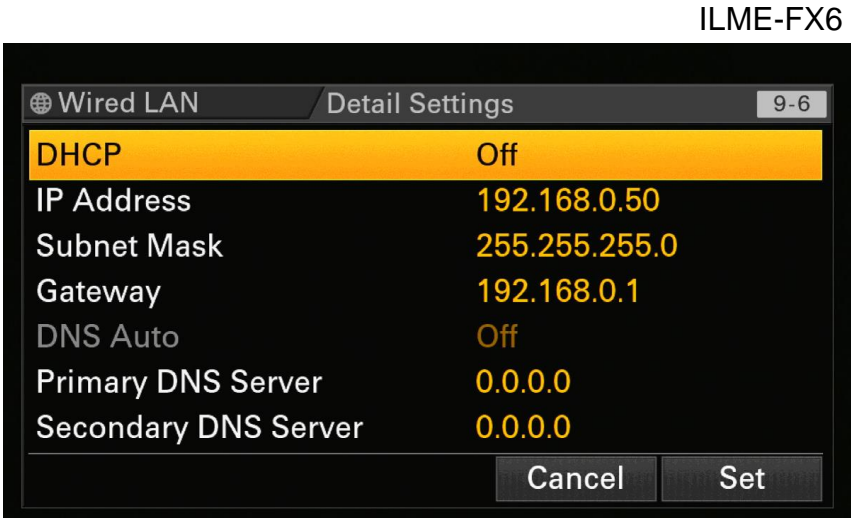 ILME-FX6
Wired LAN Detail Settings 9-6
DHCP Off
IP Address 192.168.0.50
Subnet Mask 255.255.255.0
Gateway 192.168.0.1
DNS Auto Off
Primary DNS Server 0.0.0.0
Secondary DNS Server 0.0.0.0
Cancel Set